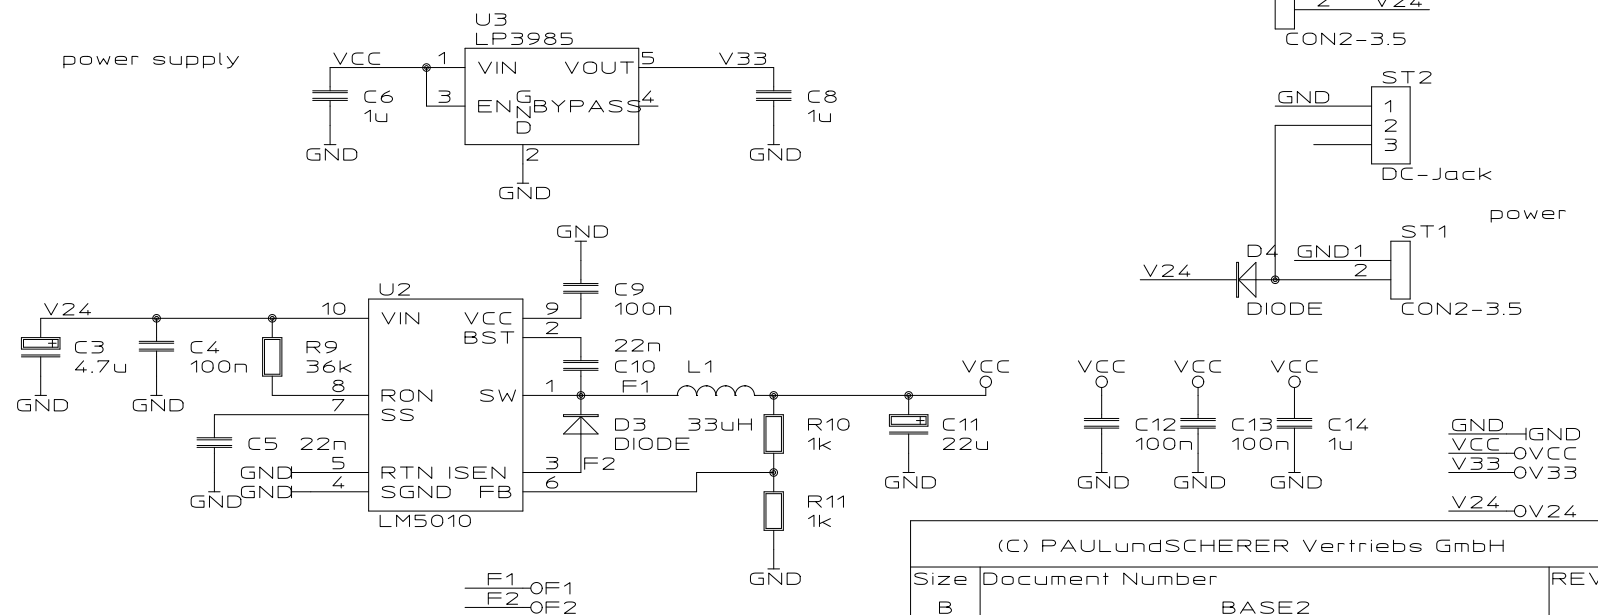 2 V24
CON2-3.5
U3
LP3985
power supply
VCC 1 VIN VOUT 5 V33
3 EN GND BYPASS 4
C6
1u
C8
1u
GND
2
GND
GND
ST2
GND 1
2
3
DC-Jack
power
ST1
D4
GND 1
V24 2
DIODE
CON2-3.5
GND
C9
100n
U2
V24 10 VIN VCC 9
BST 2
C3
4.7u
C4
100n
R9
36k
22n
C10
8 RON SW 1 F1
L1
33uH
VCC
7 SS
GND
GND
C5 22n
D3
DIODE
R10
1k
C11
22u
GND 5 RTN ISEN 3 F2
GND 4 SGND FB 6
GND
LM5010
R11
1k
GND
GND
VCC
VCC
VCC
C12
100n
C13
100n
C14
1u
GND
GND
GND
GND GND
VCC VCC
V33 V33
V24 V24
F1 F1
F2 F2
(C) PAULundSCHERER Vertriebs GmbH
Size Document Number REV
B BASE2